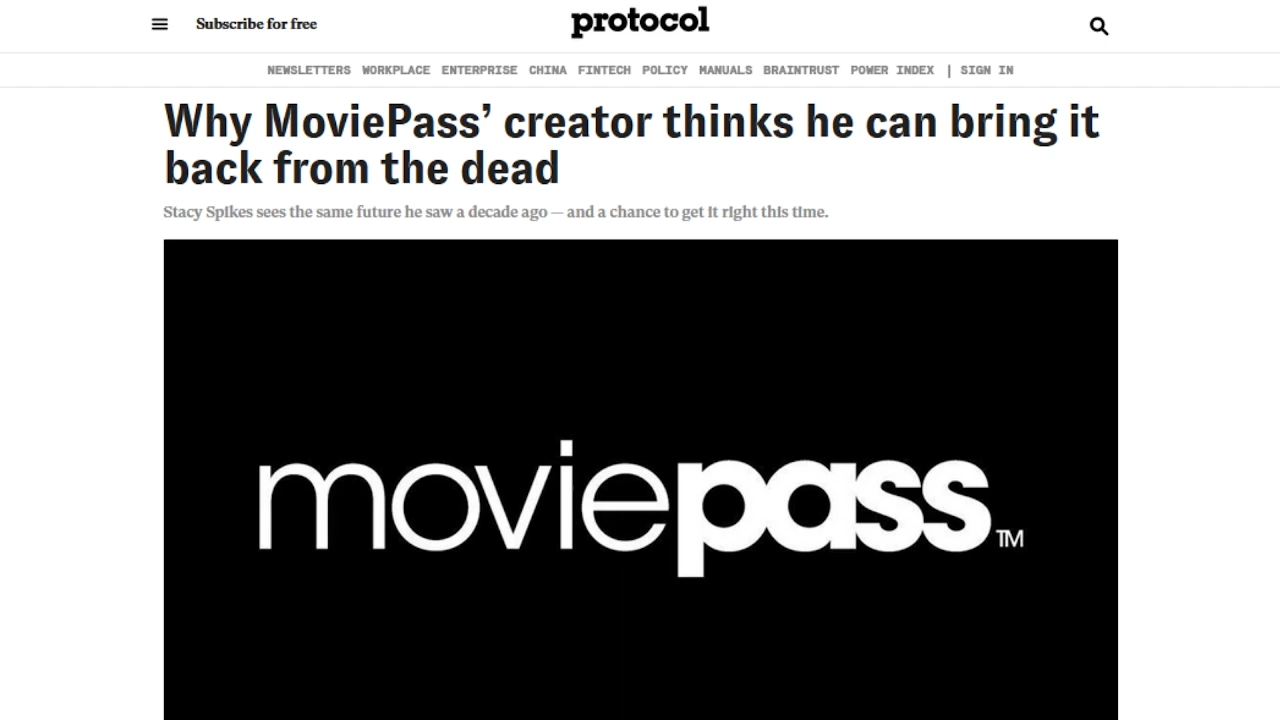 Subscribe for free
protocol
NEWSLETTERS WORKPLACE ENTERPRISE CHINA FINTECH POLICY MANUALS BRAINTRUST POWER INDEX | SIGN IN
Why MoviePass’ creator thinks he can bring it
back from the dead
Stacy Spikes sees the same future he saw a decade ago — and a chance to get it right this time.
moviepass™